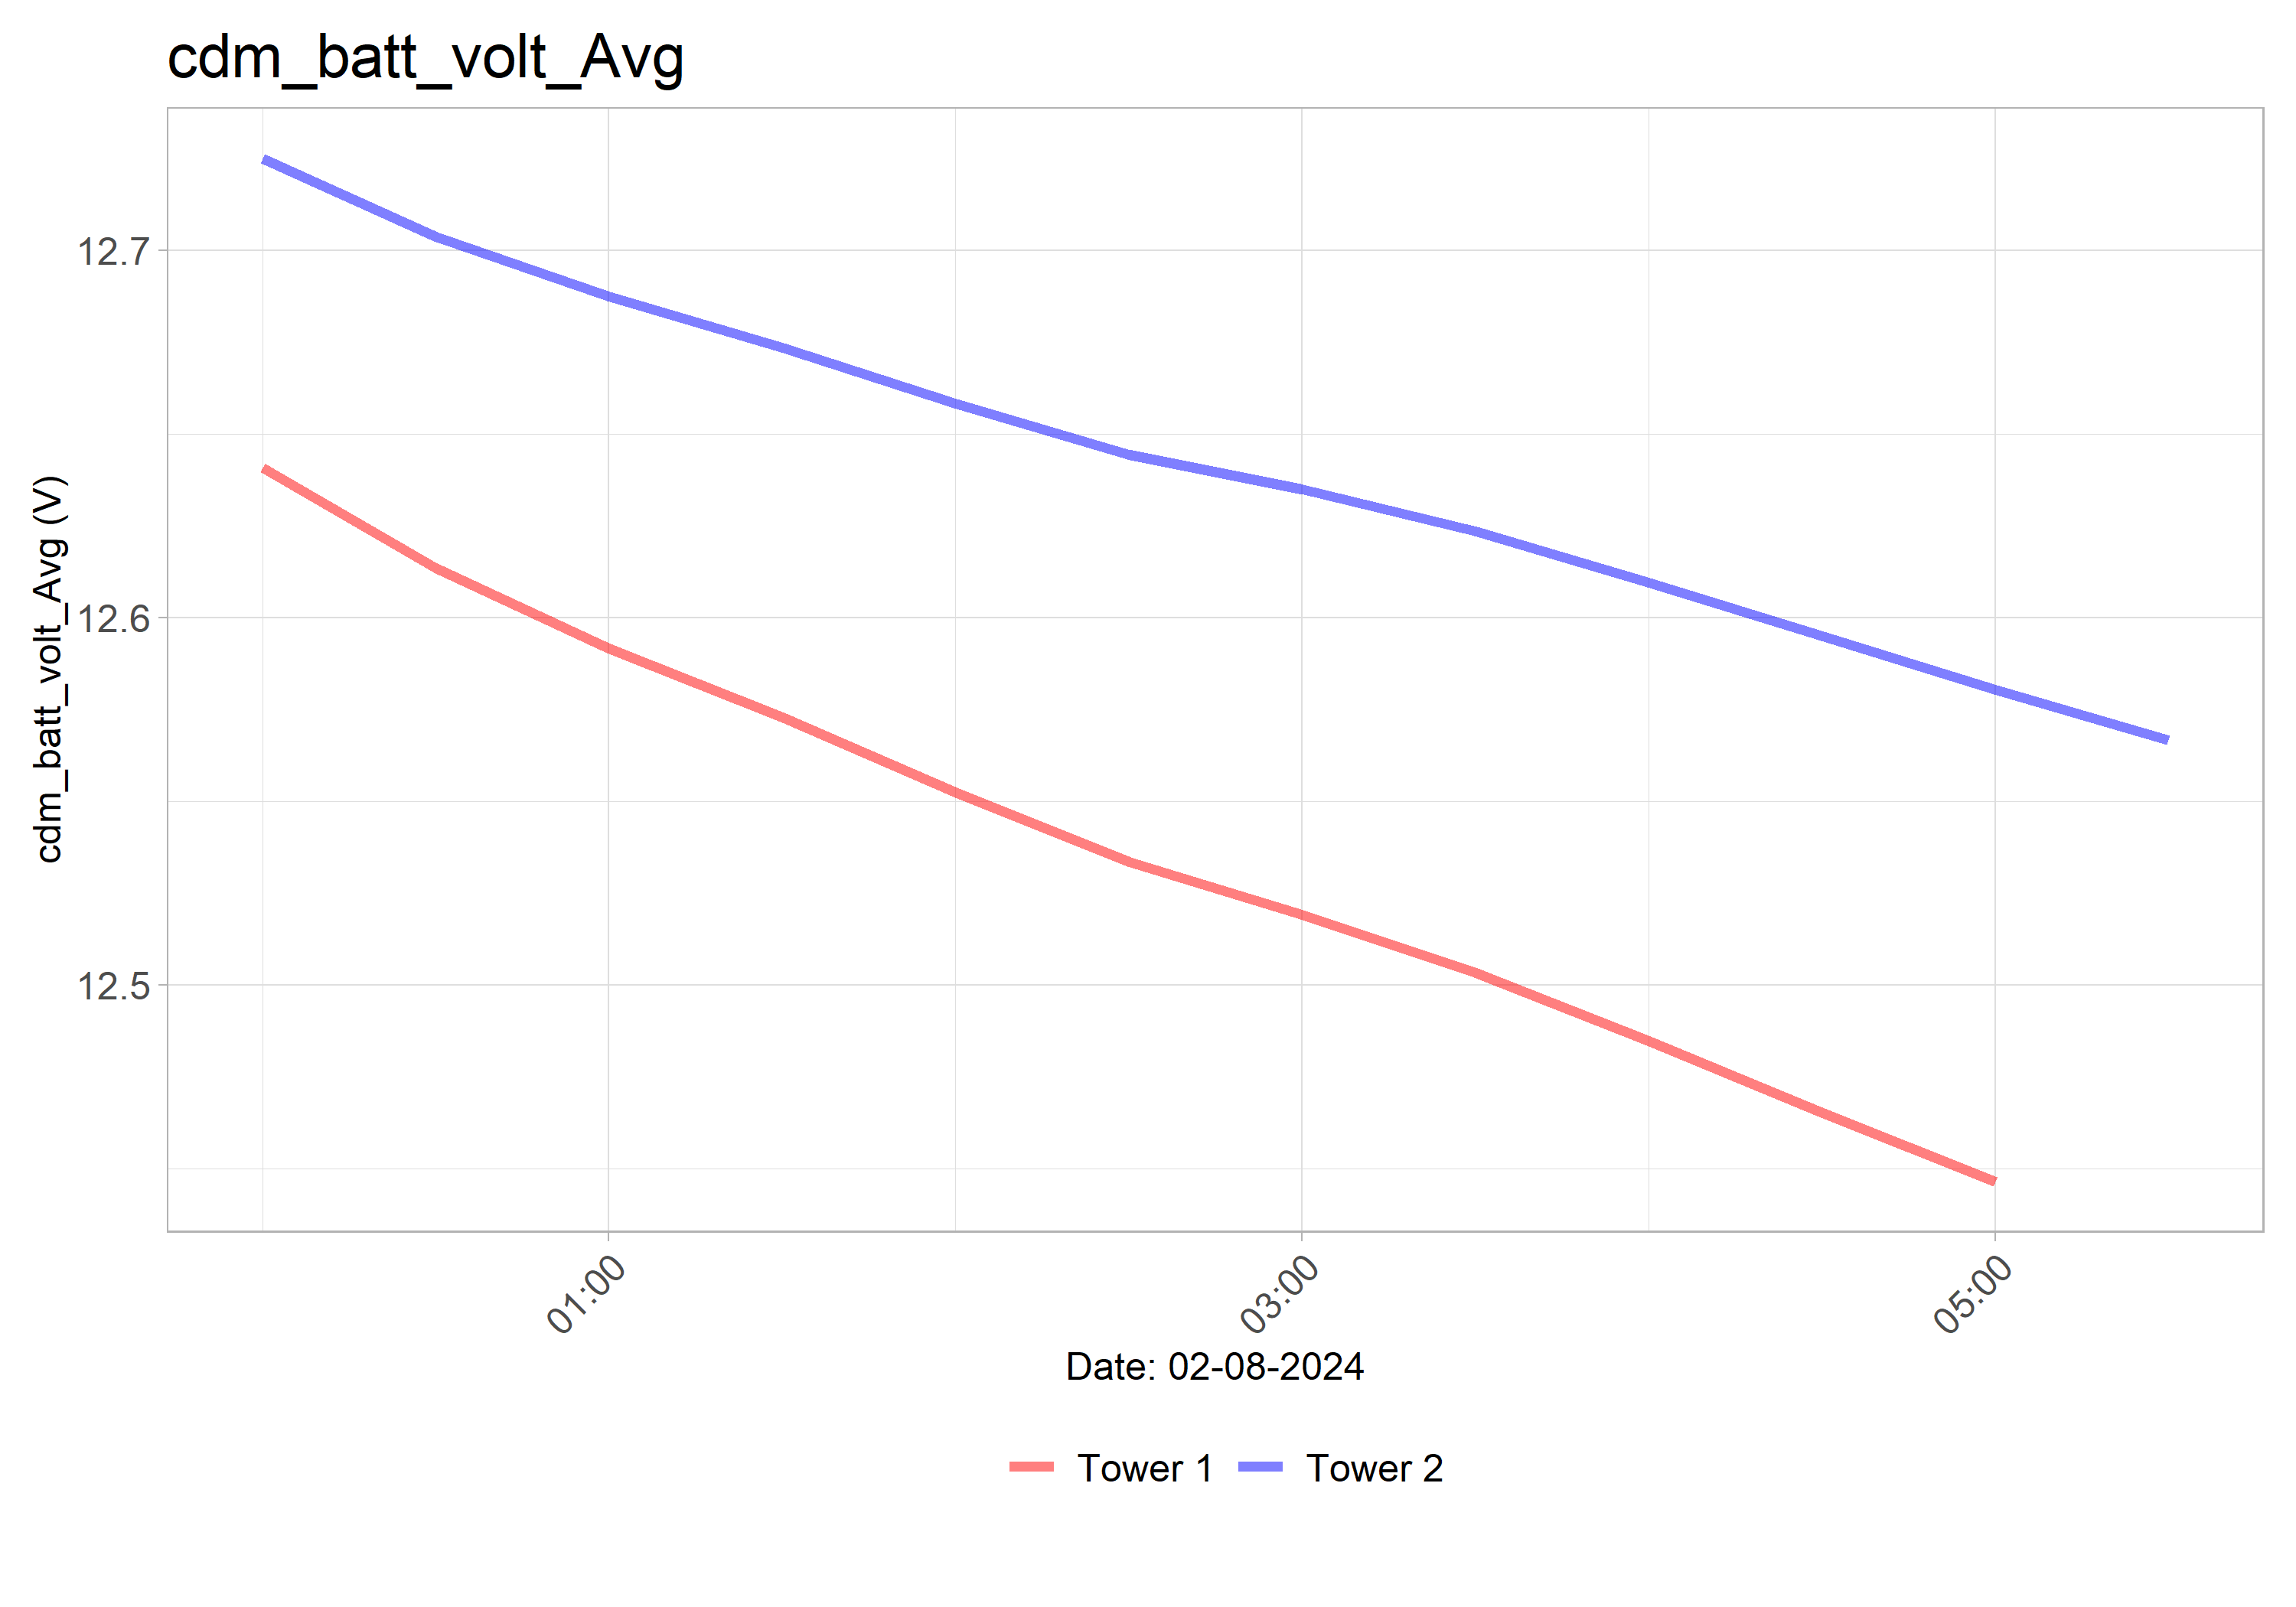 cdm_batt_volt_Avg
cdm_batt_volt_Avg (V)
12.7
12.6
12.5
01:00
03:00
05:00
Date: 02-08-2024
Tower 1
Tower 2